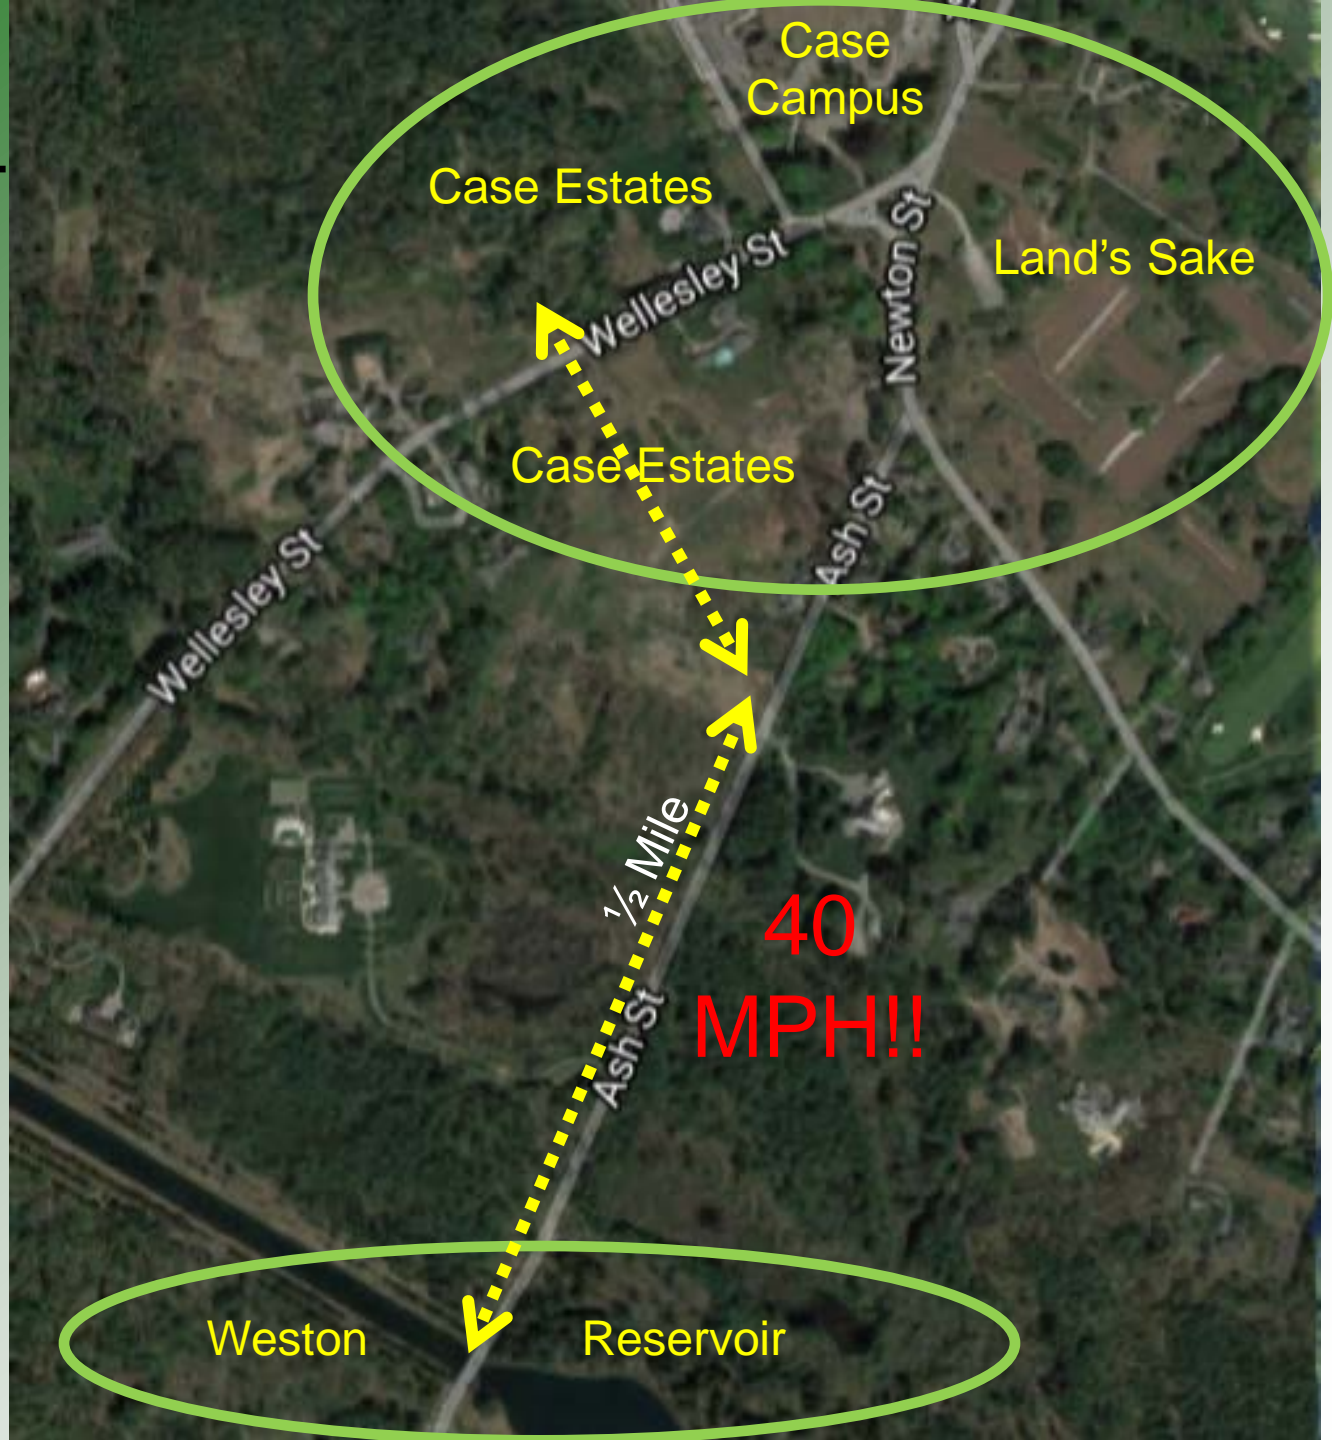 Case
Campus
Case Estates
Newton St
Land's Sake
Wellesley St
Case Estates
Ash St
Wellesley St
½ Mile
40
MPH!!
Ash St
Weston
Reservoir